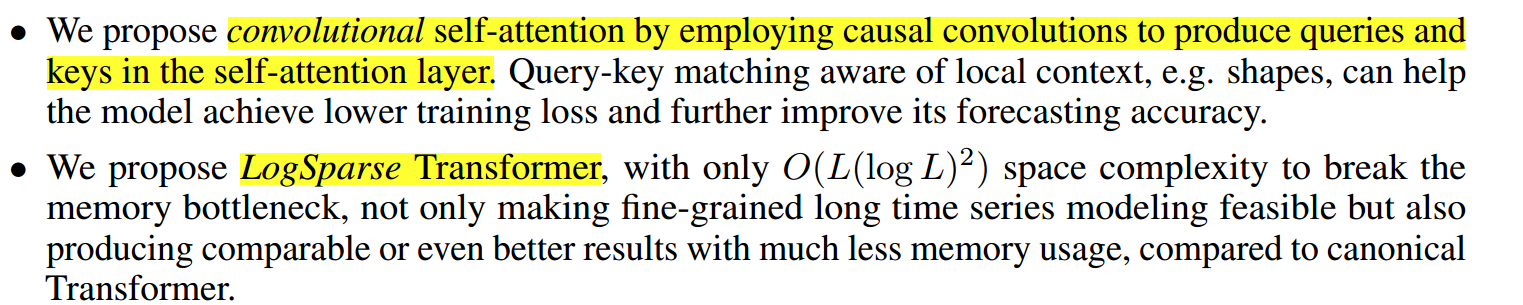 • We propose convolutional self-attention by employing causal convolutions to produce queries and
keys in the self-attention layer. Query-key matching aware of local context, e.g. shapes, can help
the model achieve lower training loss and further improve its forecasting accuracy.
• We propose LogSparse Transformer, with only O(L(log L)²) space complexity to break the
memory bottleneck, not only making fine-grained long time series modeling feasible but also
producing comparable or even better results with much less memory usage, compared to canonical
Transformer.